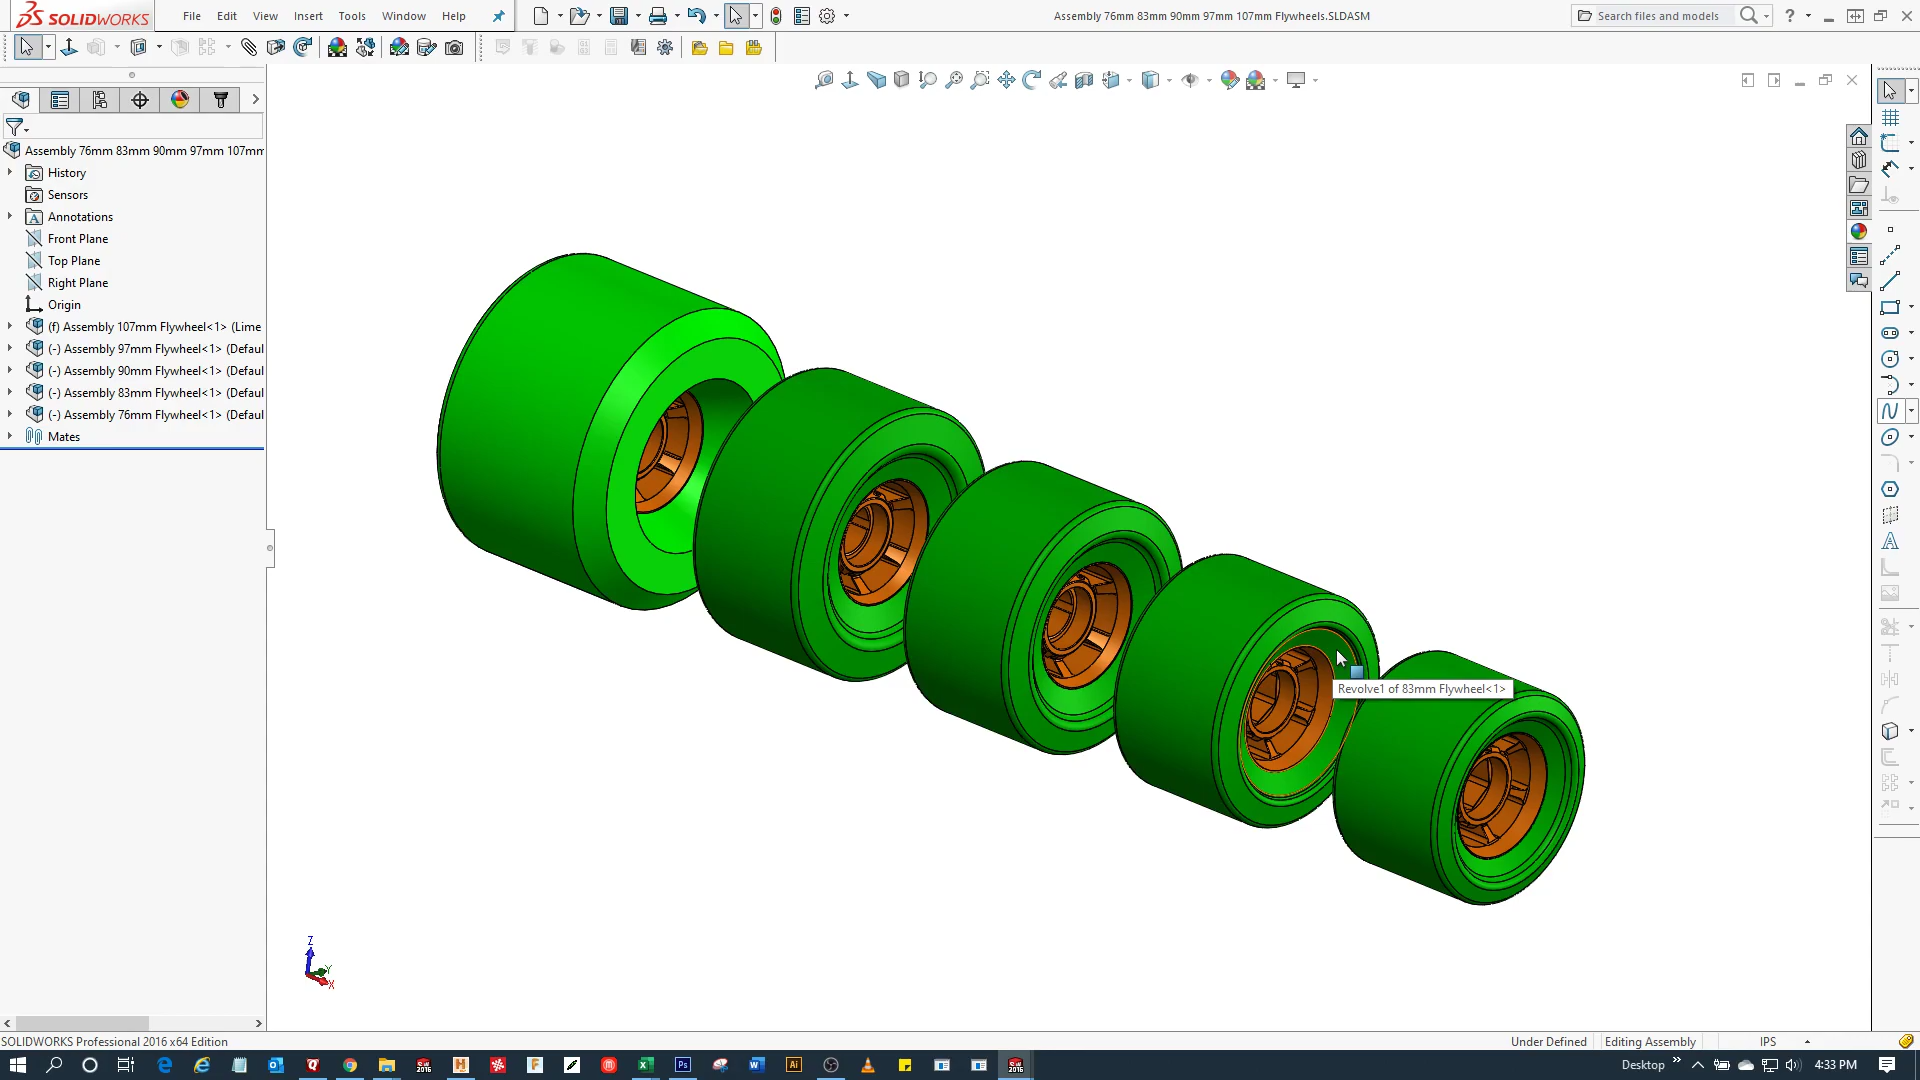 SOLIDWORKS
File Edit View Insert Tools Window Help
Assembly 76mm 83mm 90mm 97mm 107mm Flywheels.SLDASM
Search files and models
?
Assembly 76mm 83mm 90mm 97mm 107mm
History
Sensors
Annotations
Front Plane
Top Plane
Right Plane
Origin
(f) Assembly 107mm Flywheel<1> (Lime
(-) Assembly 97mm Flywheel<1> (Defaul
(-) Assembly 90mm Flywheel<1> (Defaul
(-) Assembly 83mm Flywheel<1> (Defaul
(-) Assembly 76mm Flywheel<1> (Defaul
Mates
Revolve1 of 83mm Flywheel<1>
Z
Y
X
SOLIDWORKS Professional 2016 x64 Edition
Under Defined
Editing Assembly
IPS
Desktop
4:33 PM